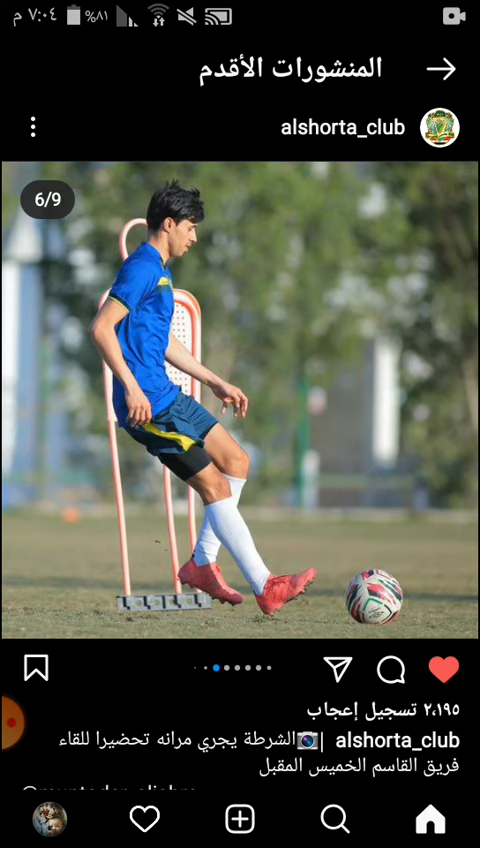 ٧:٠٤ م
%٨١
المنشورات الأقدم
alshorta_club
6/9
٢،١٩٥ تسجيل إعجاب
alshorta_club |📷الشرطة يجري مرانه تحضيرا للقاء
فريق القاسم الخميس المقبل